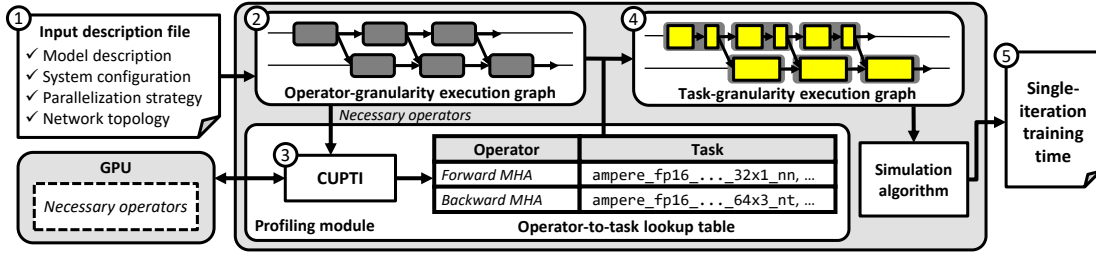 1
Input description file
✓ Model description
✓ System configuration
✓ Parallelization strategy
✓ Network topology
2
Operator-granularity execution graph
Necessary operators
4
Task-granularity execution graph
5
Single-
iteration
training
time
GPU
Necessary operators
3
CUPTI
Profiling module
Operator Task
Forward MHA ampere_fp16_..._32x1_nn, …
Backward MHA ampere_fp16_..._64x3_nt, …
Operator-to-task lookup table
Simulation
algorithm